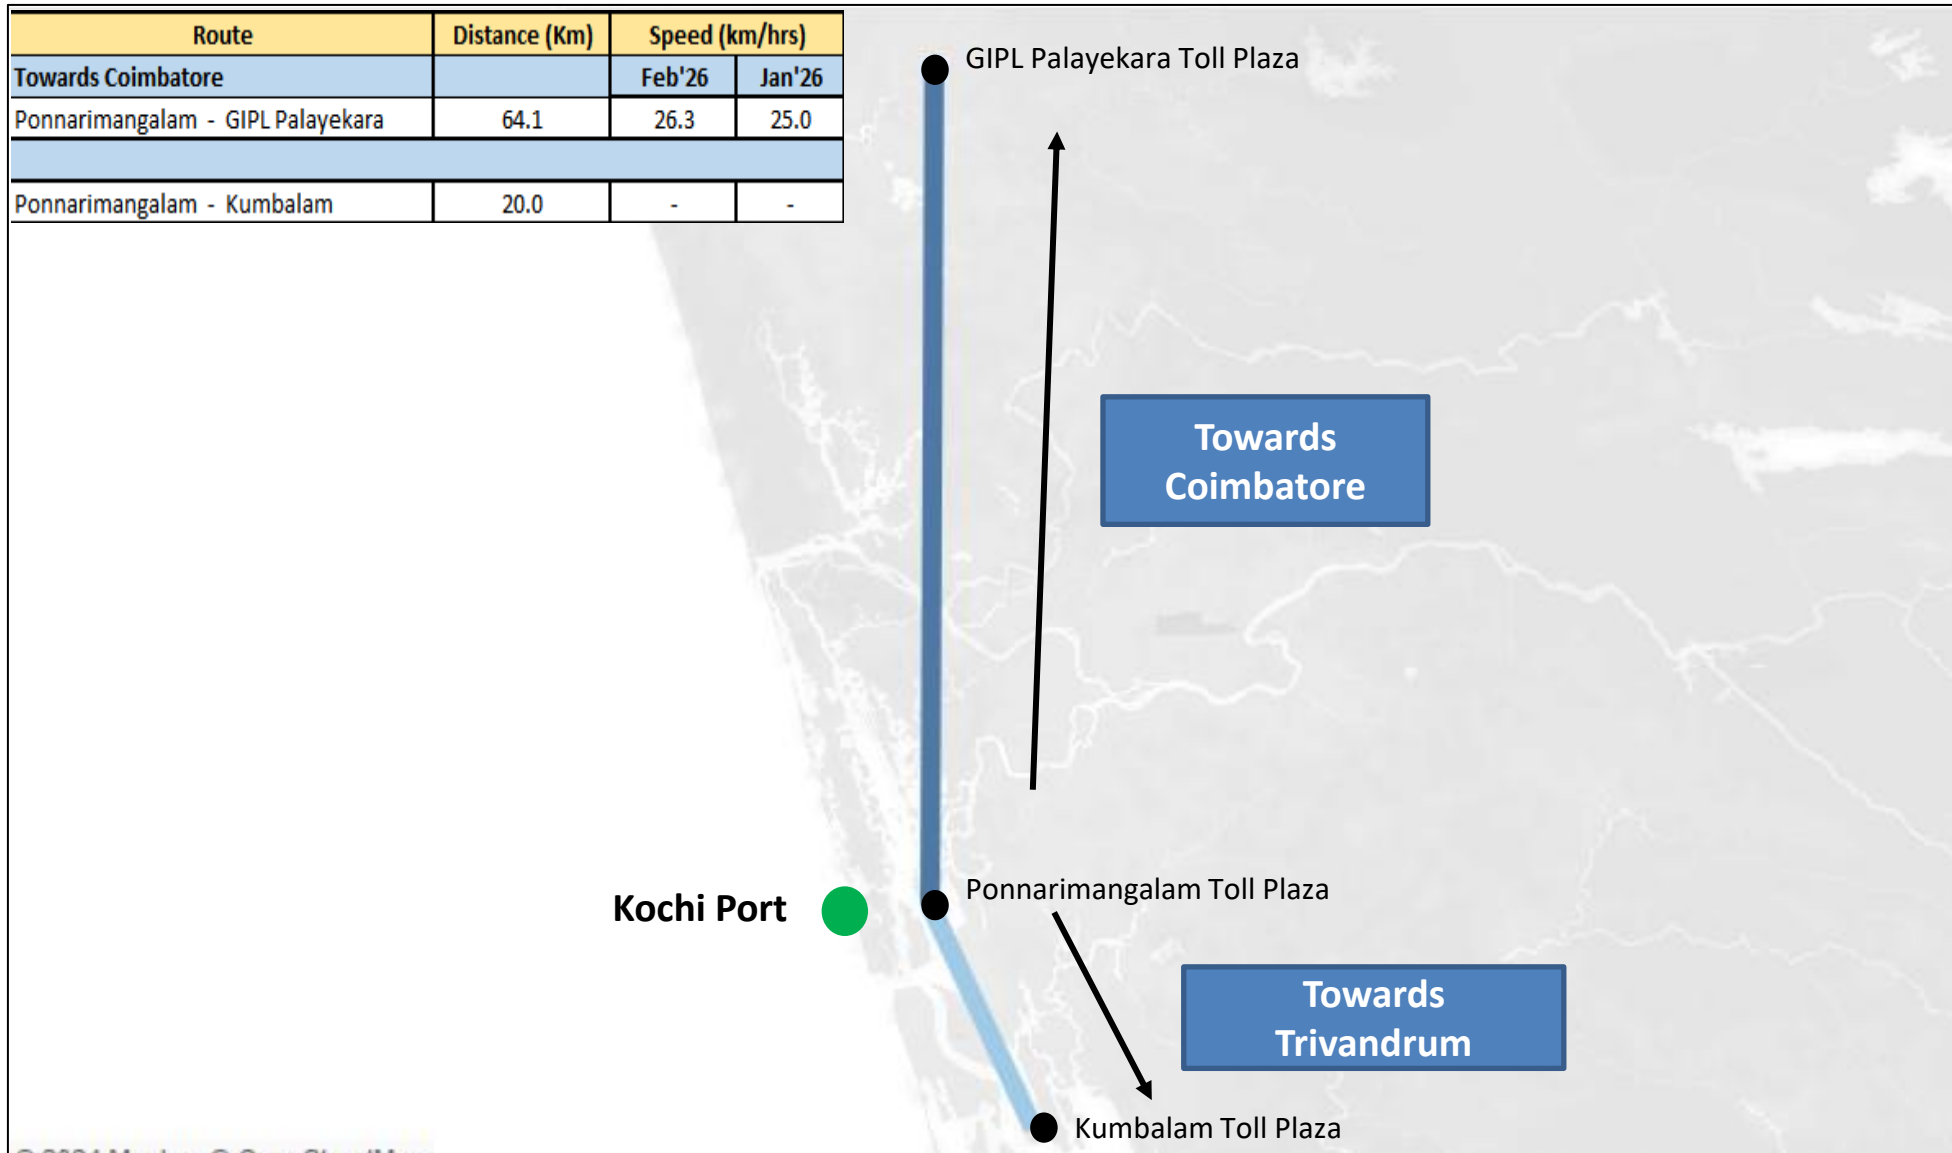 Route Distance (Km) Speed (km/hrs)
Towards Coimbatore Feb'26 Jan'26
Ponnarimangalam - GIPL Palayekara 64.1 26.3 25.0
Ponnarimangalam - Kumbalam 20.0 - -
GIPL Palayekara Toll Plaza
Towards
Coimbatore
Ponnarimangalam Toll Plaza
Kochi Port
Towards
Trivandrum
Kumbalam Toll Plaza